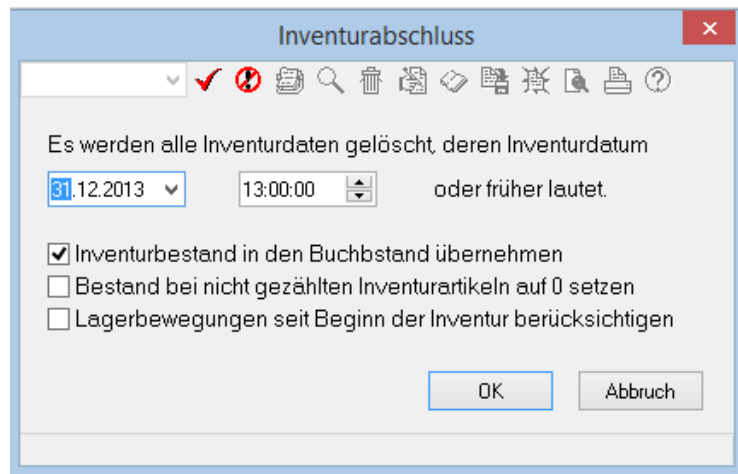 Inventurabschluss
Es werden alle Inventurdaten gelöscht, deren Inventurdatum
31.12.2013 13:00:00 oder früher lautet.
Inventurbestand in den Buchbstand übernehmen
Bestand bei nicht gezählten Inventurartikeln auf 0 setzen
Lagerbewegungen seit Beginn der Inventur berücksichtigen
OK Abbruch